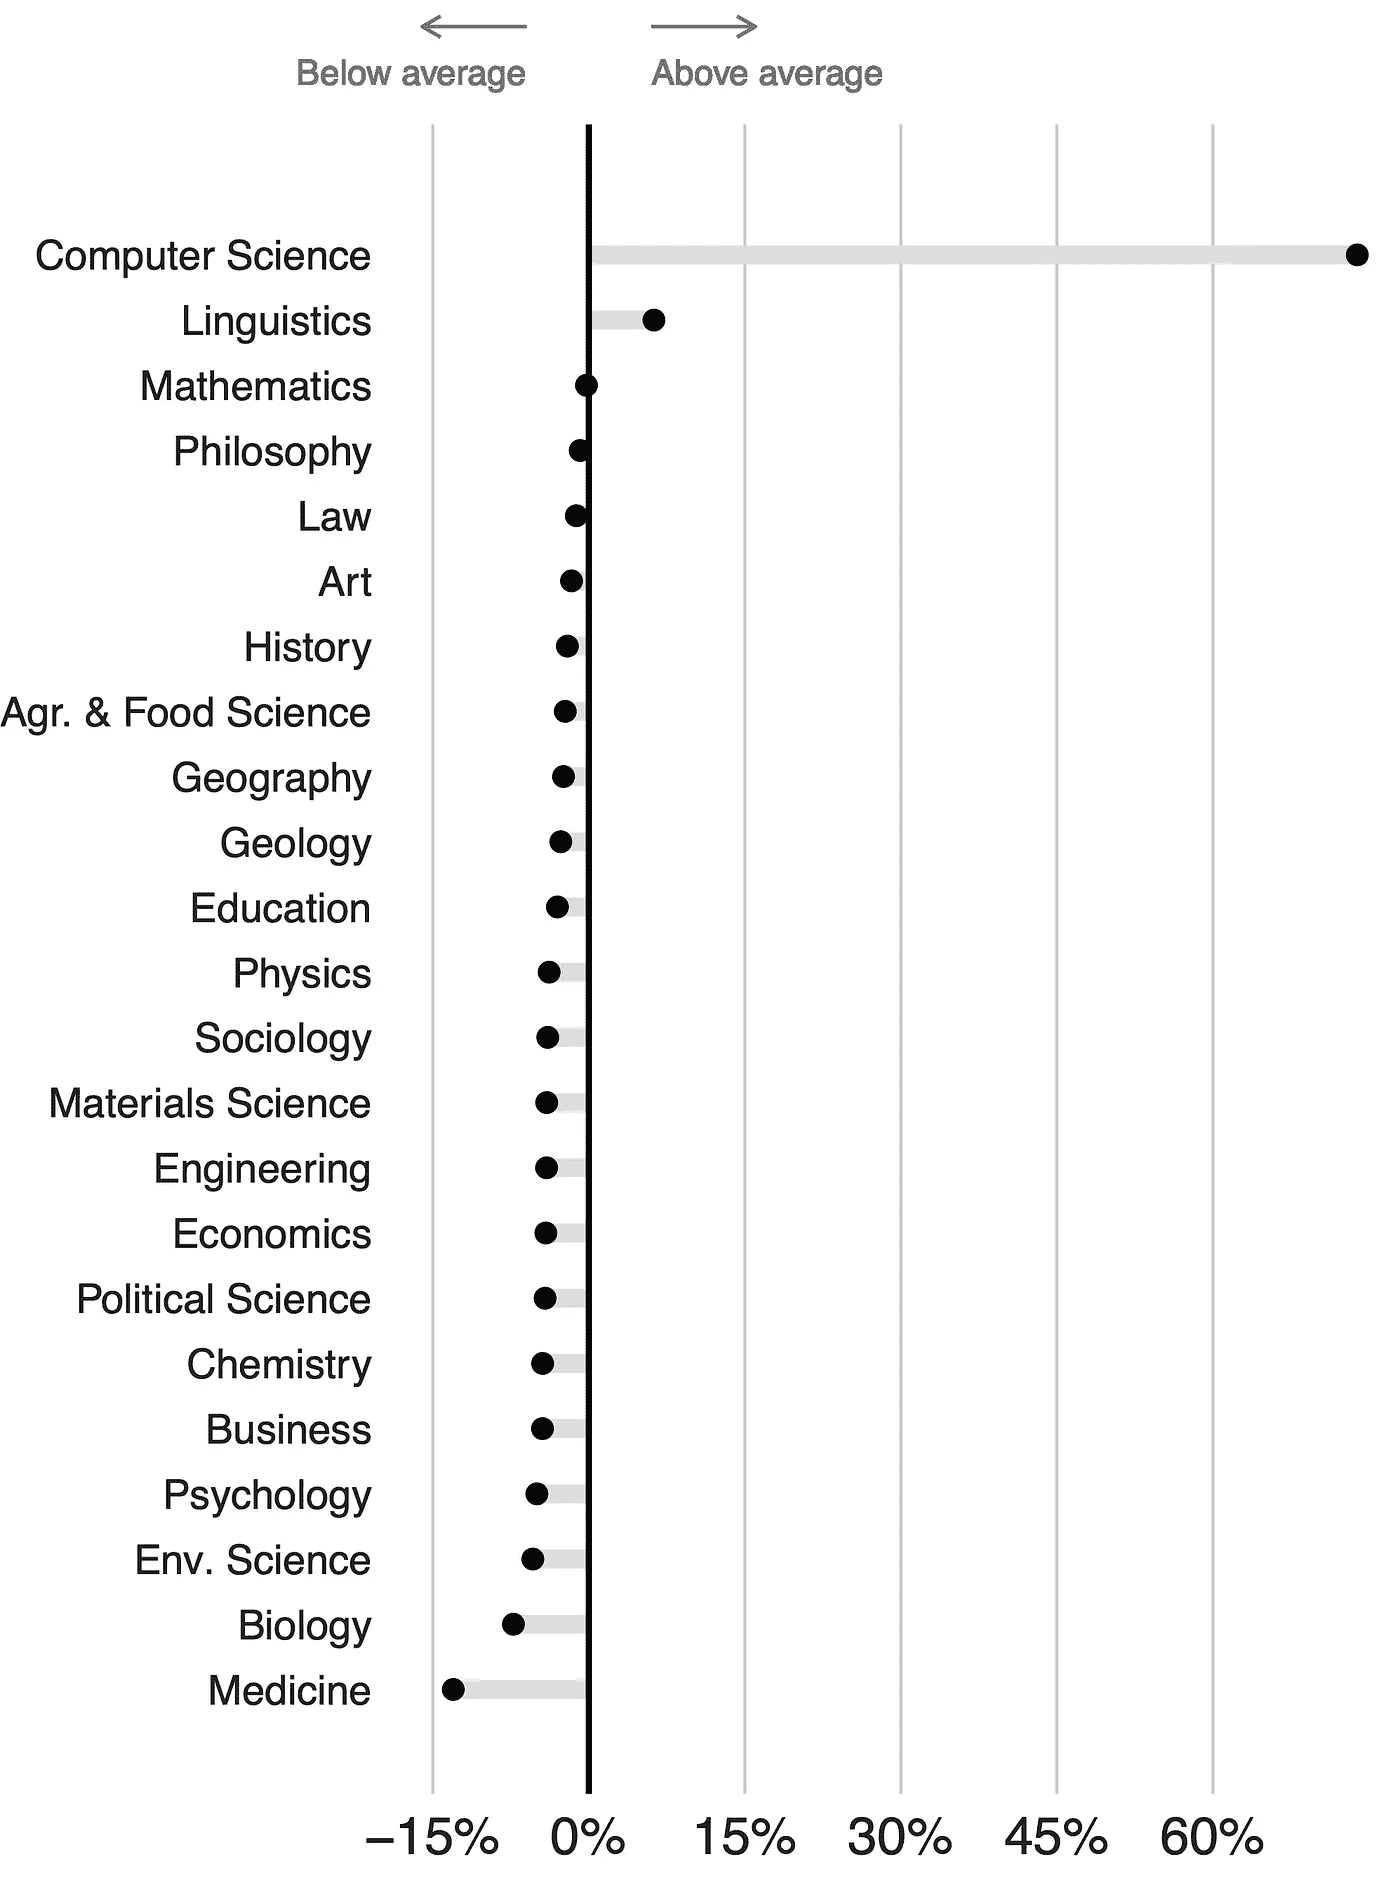 Below average
Above average
Computer Science
Linguistics
Mathematics
Philosophy
Law
Art
History
Agr. & Food Science
Geography
Geology
Education
Physics
Sociology
Materials Science
Engineering
Economics
Political Science
Chemistry
Business
Psychology
Env. Science
Biology
Medicine
−15% 0% 15% 30% 45% 60%